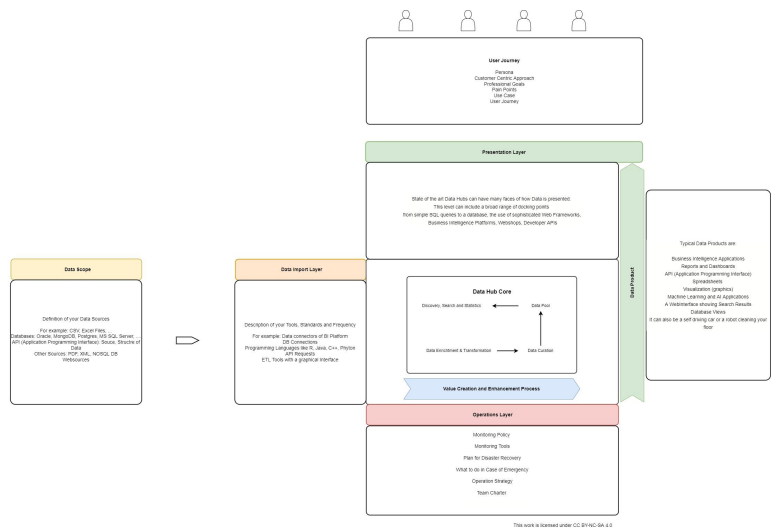 User Journey
Persona
Customer Centric Approach
Professional Goals
Pain Points
Use Case
User Journey
Presentation Layer
State of the art Data Hubs can have many faces of how Data is presented
This level can include a broad range of docking points
from simple SQL queries to a database, the use of sophisticated Web Frameworks,
Business Intelligence Platforms, Webshops, Developer APIs
Data Product
Typical Data Products are:
Business Intelligence Applications
Reports and Dashboards
API (Application Programming Interface)
Spreadsheets
Visualization (graphics)
Machine Learning and AI Applications
A Webinterface showing Search Results
Database Views
It can also be a self driving car or a robot cleaning your
floor
Data Scope
Definition of your Data Sources
For example: CSV, Excel Files,
Databases: Oracle, MongoDB, Postgres, MS SQL Server, ...
API (Application Programming Interface): Souce, Structre of
Data
Other Sources: PDF, XML, NOSQL DB
Websources
Data Import Layer
Description of your Tools, Standards and Frequency
For example: Data connectors of BI Platform
DB Connections
Programming Languages like R, Java, C++, Phyton
API Requests
ETL Tools with a graphical Interface
Data Hub Core
Discovery, Search and Statistics
Data Pool
Data Enrichment & Transformation
Data Curation
Value Creation and Enhancement Process
Operations Layer
Monitoring Policy
Monitoring Tools
Plan for Disaster Recovery
What to do in Case of Emergency
Operation Strategy
Team Charter
This work is licensed under CC BY-NC-SA 4.0